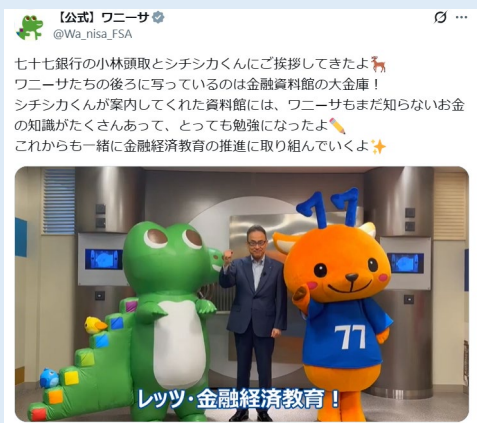 【公式】ワニーサ
@Wa_nisa_FSA
七十七銀行の小林頭取とシチシカくんにご挨拶してきたよ🦌
ワニーサたちの後ろに写っているのは金融資料館の大金庫！
シチシカくんが案内してくれた資料館には、ワニーサもまだ知らないお金
の知識がたくさんあって、とっても勉強になったよ✏️
これからも一緒に金融経済教育の推進に取り組んでいくよ✨
77
77
レッツ・金融経済教育！